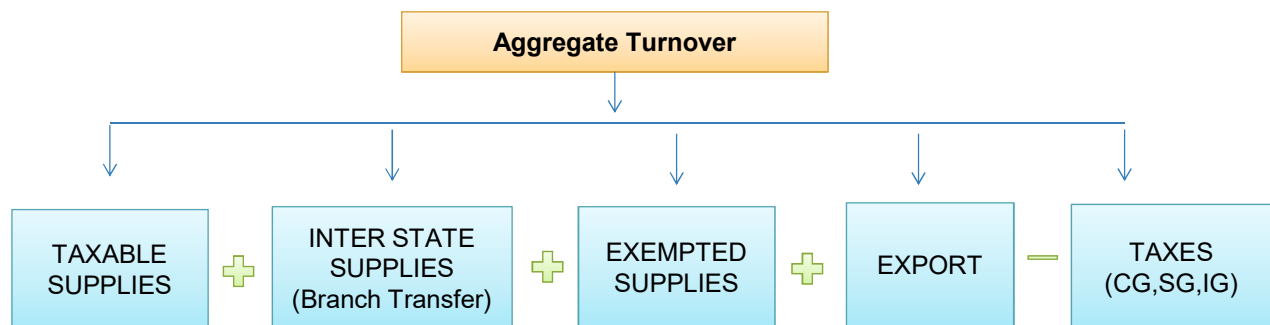 Aggregate Turnover
TAXABLE
SUPPLIES
INTER STATE
SUPPLIES
(Branch Transfer)
EXEMPTED
SUPPLIES
EXPORT
TAXES
(CG,SG,IG)